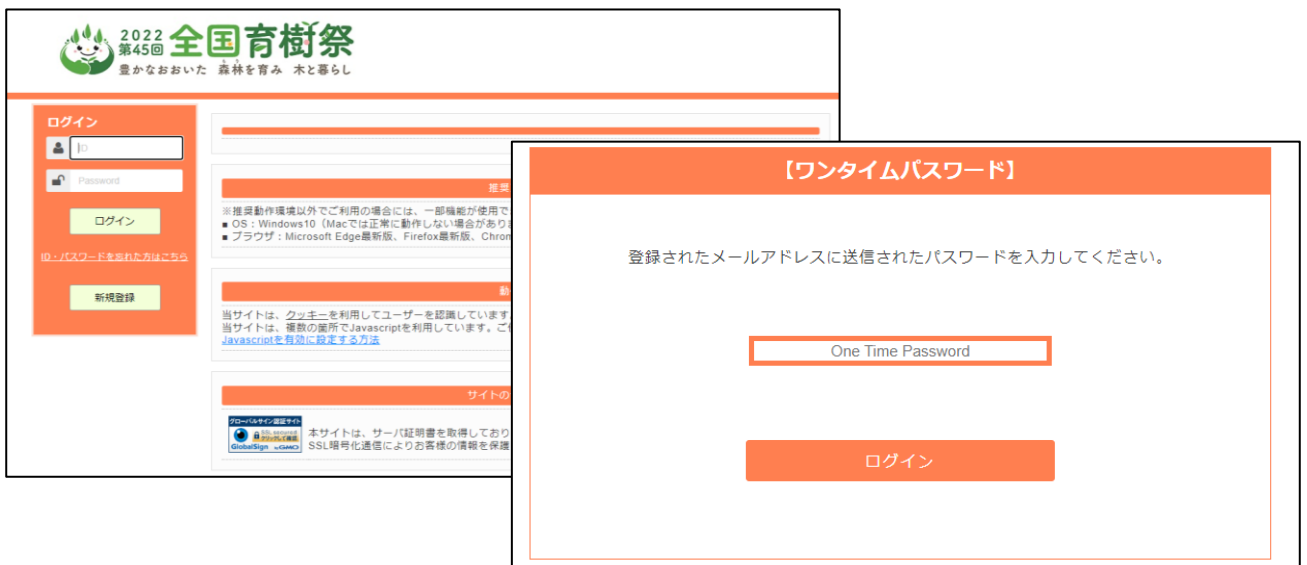 2022
第45回
全国育樹祭
豊かなおおいた 森林を育み 木と暮らし
ログイン
ID
Password
ログイン
ID・パスワードを忘れた方はこちら
新規登録
推奨
※推奨動作環境以外でご利用の場合には、一部機能が使用で
■ OS：Windows10（Macでは正常に動作しない場合があり
■ ブラウザ：Microsoft Edge最新版、Firefox最新版、Chron
動
当サイトは、クッキーを利用してユーザーを認識しています
当サイトは、複数の箇所でJavascriptを利用しています。ご
Javascriptを有効に設定する方法
サイトの
グローバルサイン認証サイト
SSL secured
クリックして確認
GlobalSign by GMO
本サイトは、サーバ証明書を取得しており
SSL暗号化通信によりお客様の情報を保護
【ワンタイムパスワード】
登録されたメールアドレスに送信されたパスワードを入力してください。
One Time Password
ログイン